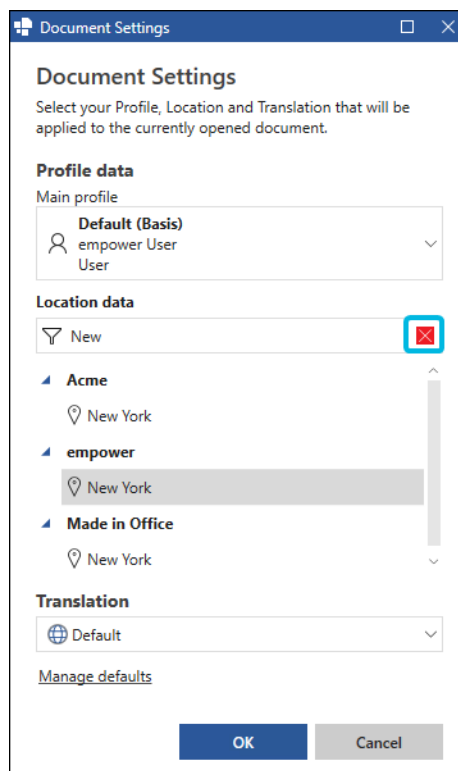 Document Settings
Document Settings
Select your Profile, Location and Translation that will be
applied to the currently opened document.
Profile data
Main profile
Default (Basis)
empower User
User
Location data
New
Acme
New York
empower
New York
Made in Office
New York
Translation
Default
Manage defaults
OK
Cancel